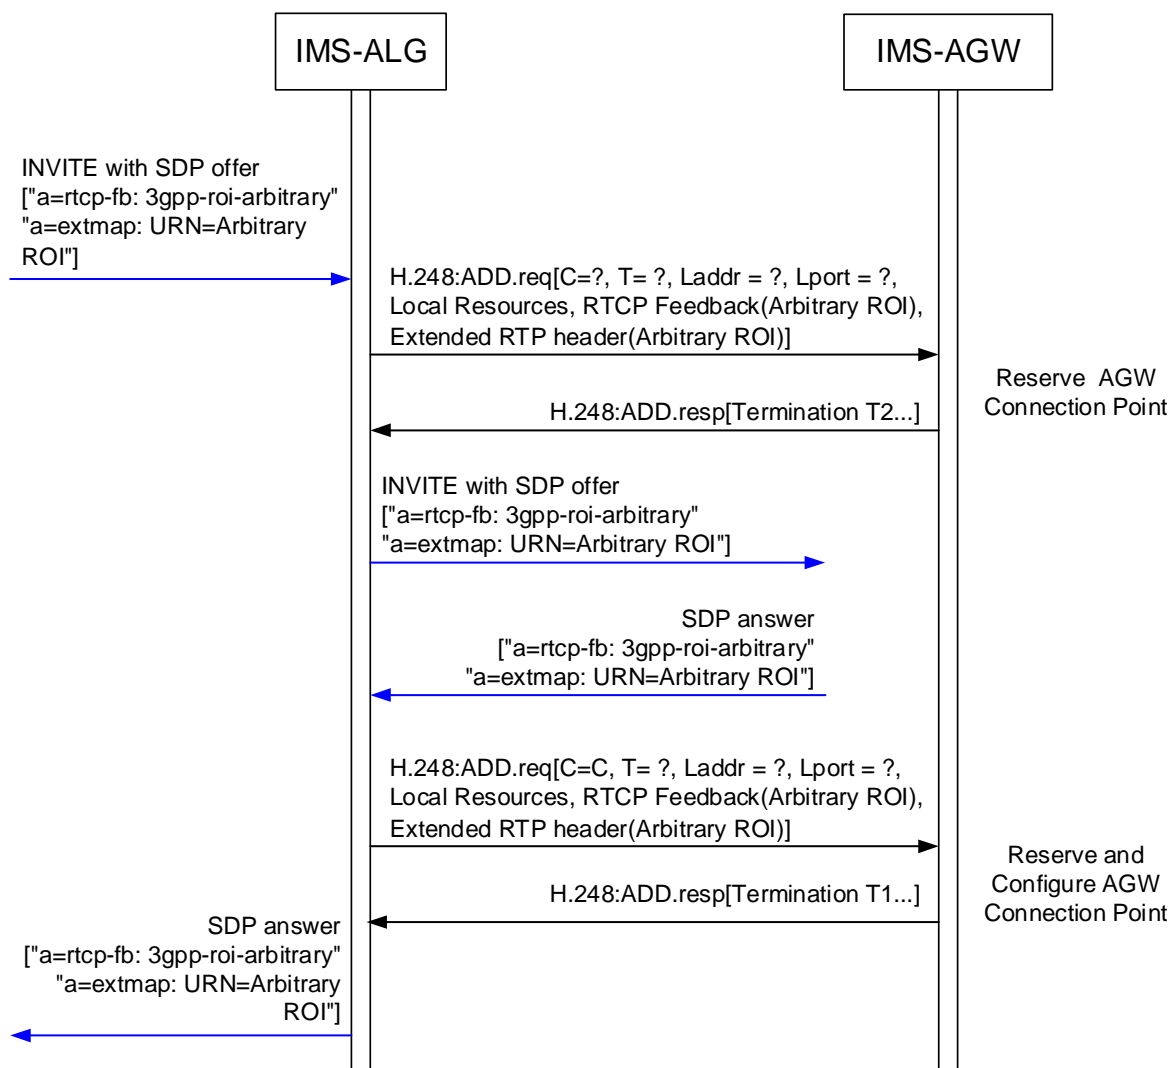 IMS-ALG
IMS-AGW
INVITE with SDP offer
["a=rtcp-fb: 3gpp-roi-arbitrary"
"a=extmap: URN=Arbitrary
ROI"]
H.248:ADD.req[C=?, T= ?, Laddr = ?, Lport = ?,
Local Resources, RTCP Feedback(Arbitrary ROI),
Extended RTP header(Arbitrary ROI)]
Reserve  AGW
Connection Point
H.248:ADD.resp[Termination T2...]
INVITE with SDP offer
["a=rtcp-fb: 3gpp-roi-arbitrary"
"a=extmap: URN=Arbitrary ROI"]
SDP answer
["a=rtcp-fb: 3gpp-roi-arbitrary"
"a=extmap: URN=Arbitrary ROI"]
H.248:ADD.req[C=C, T= ?, Laddr = ?, Lport = ?,
Local Resources, RTCP Feedback(Arbitrary ROI),
Extended RTP header(Arbitrary ROI)]
Reserve and
Configure AGW
Connection Point
H.248:ADD.resp[Termination T1...]
SDP answer
["a=rtcp-fb: 3gpp-roi-arbitrary"
"a=extmap: URN=Arbitrary
ROI"]